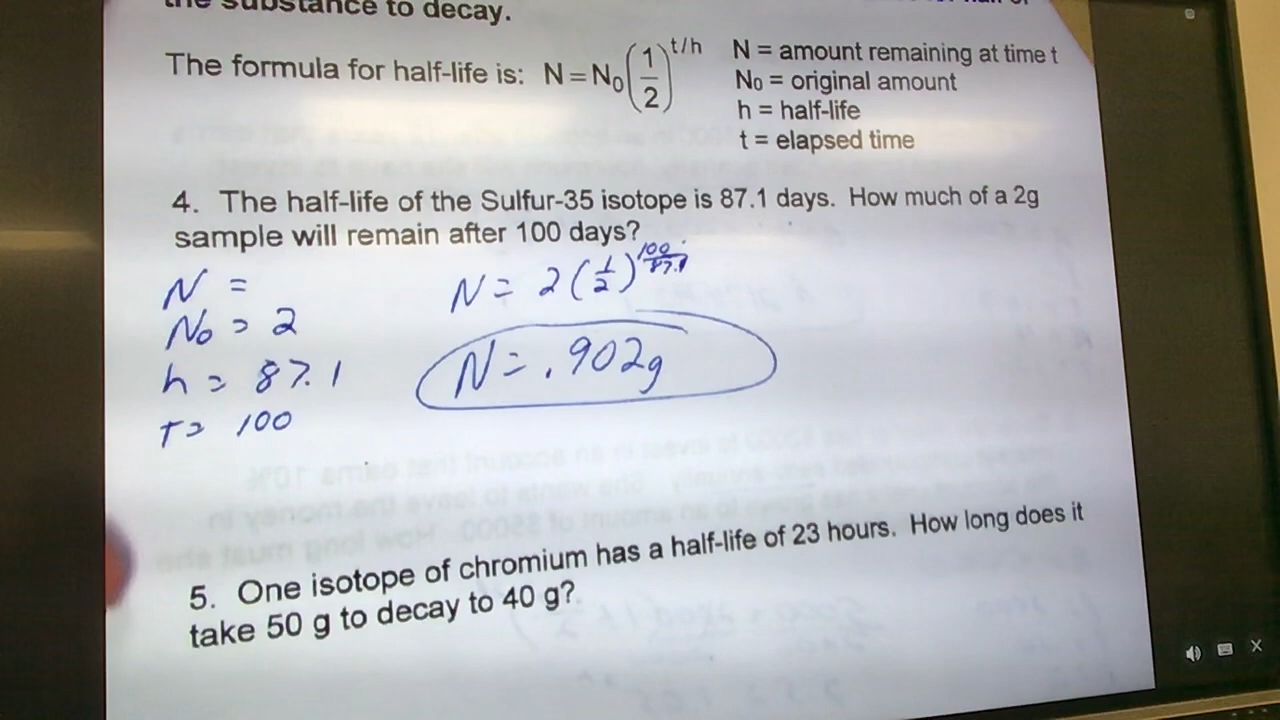 the substance to decay.
The formula for half-life is: N=N₀(1/2)^t/h
N = amount remaining at time t
N₀ = original amount
h = half-life
t = elapsed time
4. The half-life of the Sulfur-35 isotope is 87.1 days. How much of a 2g
sample will remain after 100 days?
N =
N₀ = 2
h = 87.1
T = 100
N = 2(1/2)^100/87.1
N = .902g
5. One isotope of chromium has a half-life of 23 hours. How long does it
take 50 g to decay to 40 g?